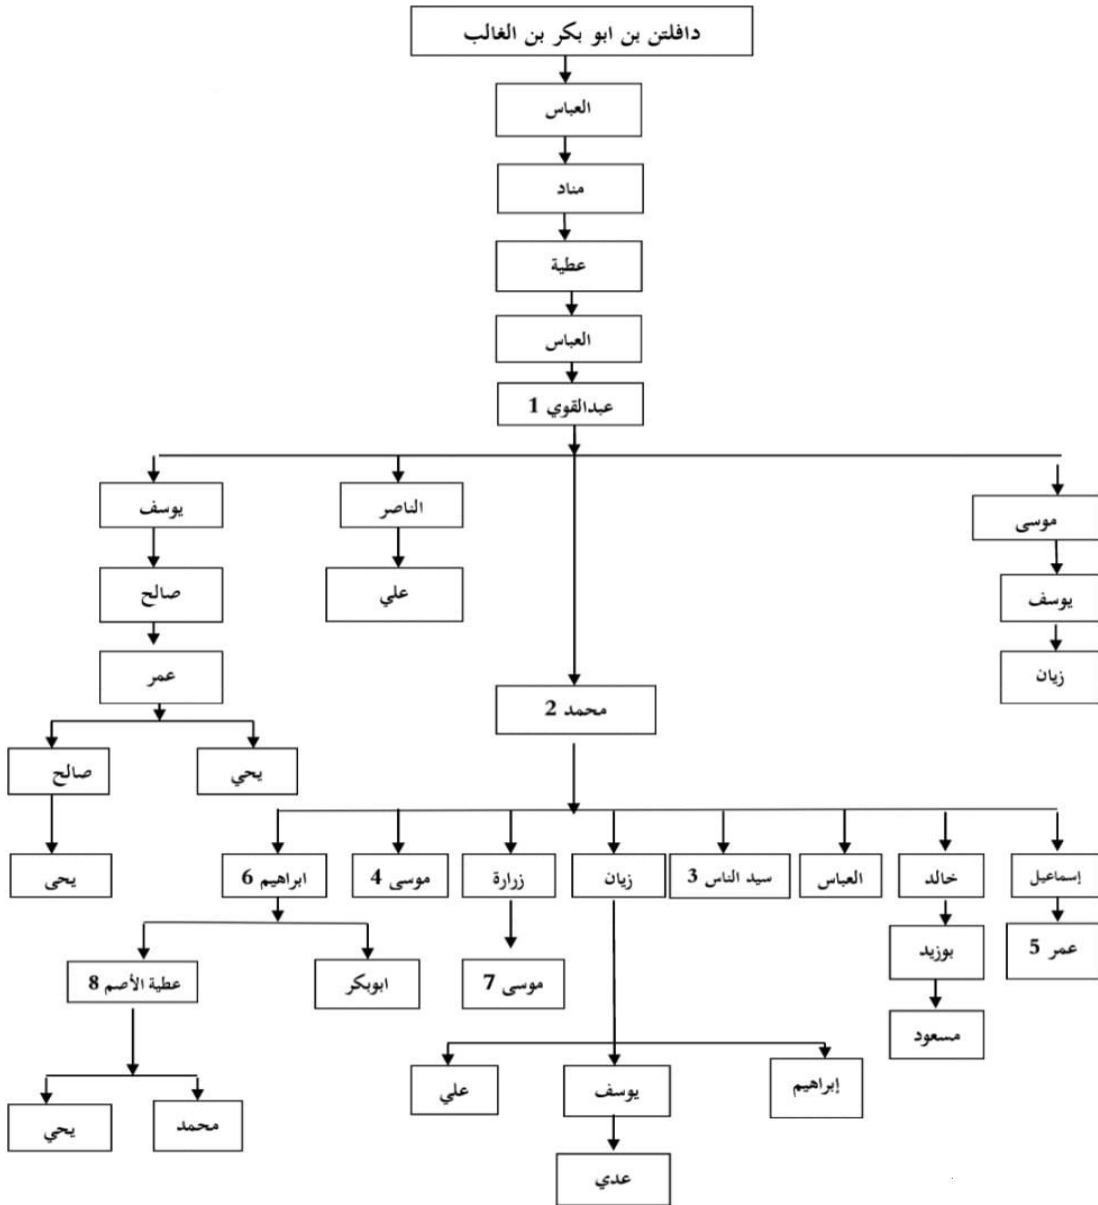 دافلتن بن ابو بكر بن الغالب
العباس
مناد
عطية
العباس
عبدالقوي 1
موسى
الناصر
يوسف
يوسف
علي
صالح
زيان
عمر
محمد 2
يحي
صالح
إسماعيل
خالد
العباس
سيد الناس 3
زيان
زرارة
موسى 4
ابراهيم 6
يحى
عمر 5
بوزيد
موسى 7
ابوبكر
عطية الأصم 8
مسعود
إبراهيم
يوسف
علي
محمد
يحي
عدي